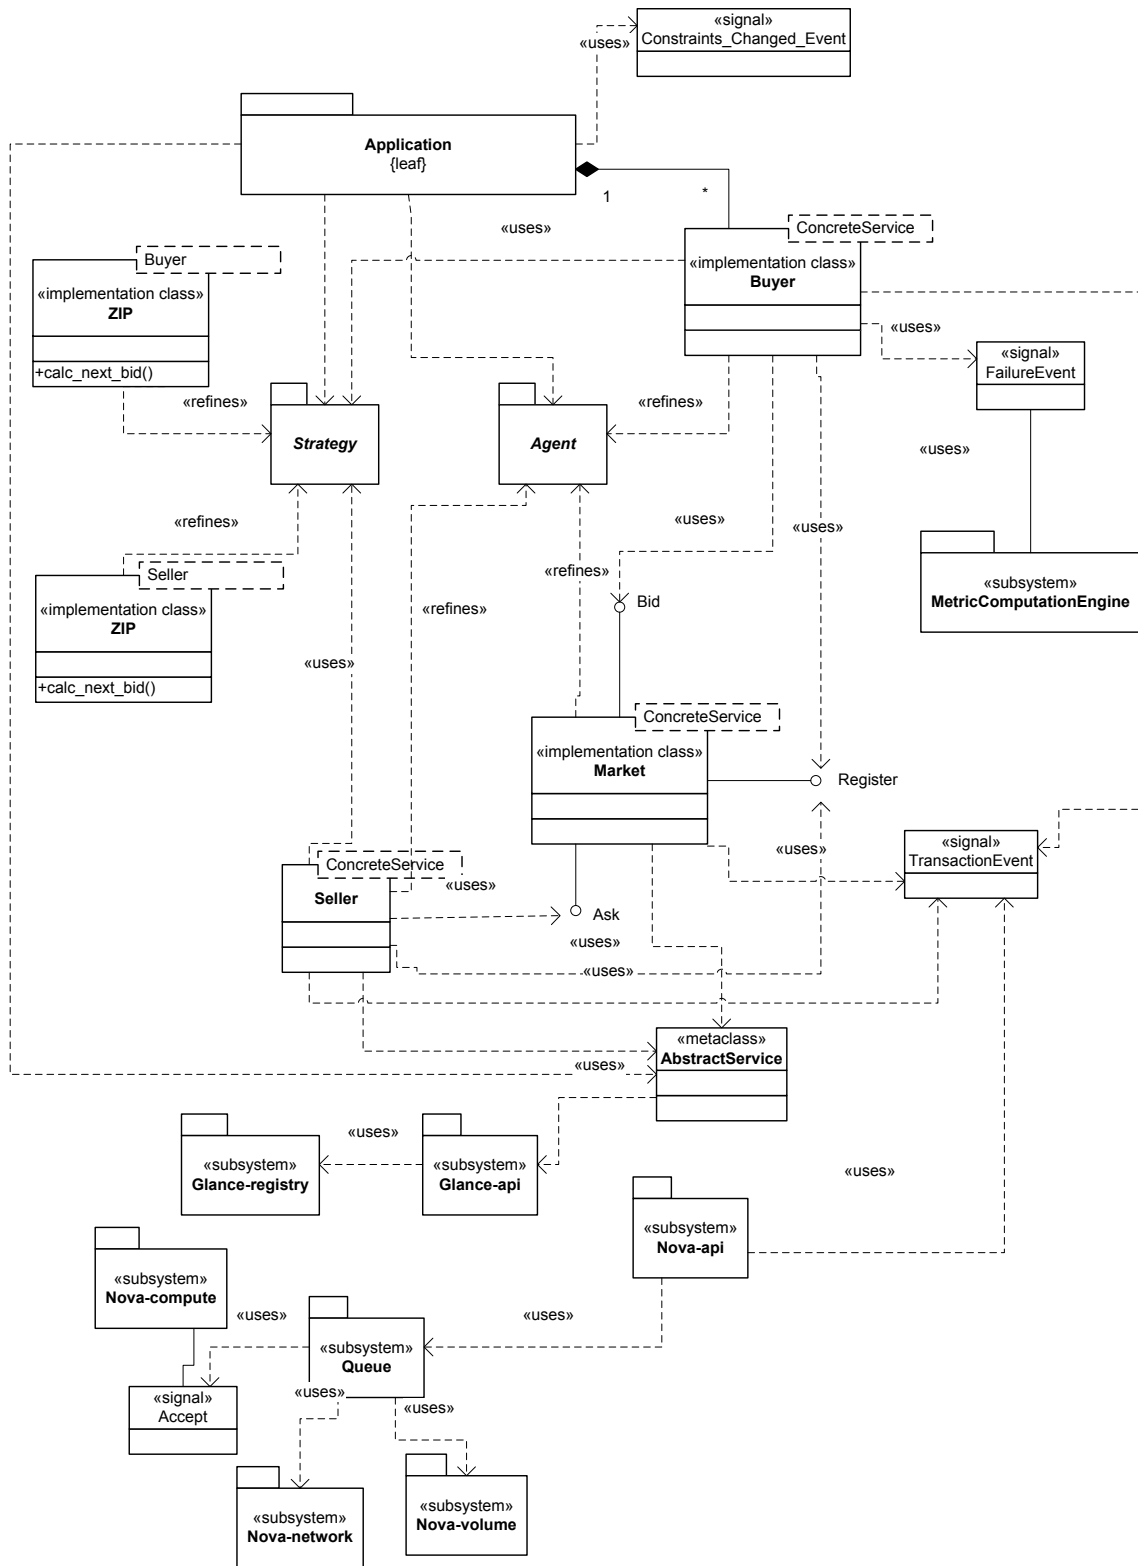 «signal»
Constraints_Changed_Event
«uses»
Application
{leaf}
1
*
«uses»
ConcreteService
«implementation class»
Buyer
Buyer
«implementation class»
ZIP
+calc_next_bid()
«uses»
«signal»
FailureEvent
«refines»
«refines»
Strategy
Agent
«uses»
«uses»
«uses»
«refines»
Seller
«implementation class»
ZIP
+calc_next_bid()
«refines»
«refines»
«subsystem»
MetricComputationEngine
Bid
«uses»
ConcreteService
«implementation class»
Market
Register
«uses»
«signal»
TransactionEvent
ConcreteService
Seller
«uses»
Ask
«uses»
«uses»
«metaclass»
AbstractService
«uses»
«uses»
«subsystem»
Glance-registry
«subsystem»
Glance-api
«uses»
«subsystem»
Nova-api
«subsystem»
Nova-compute
«uses»
«uses»
«subsystem»
Queue
«signal»
Accept
«uses»
«uses»
«subsystem»
Nova-network
«subsystem»
Nova-volume